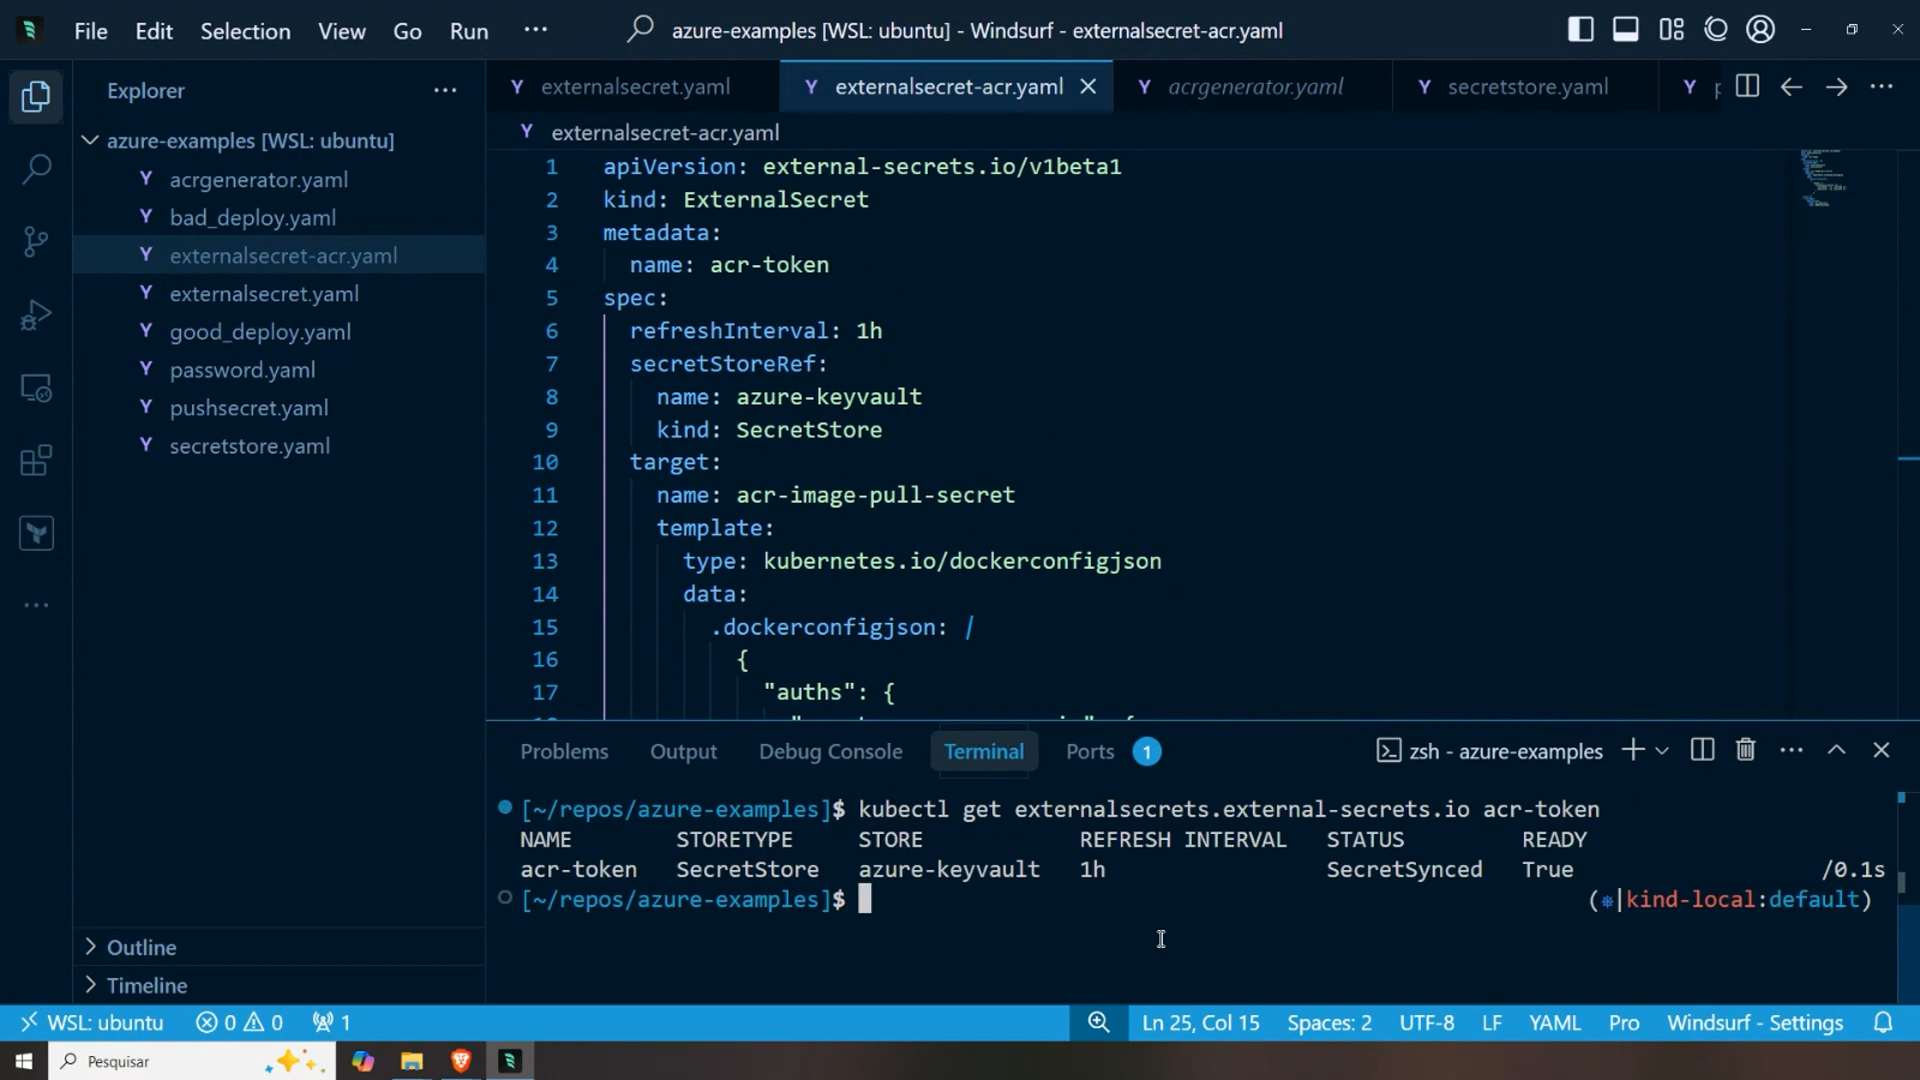 File Edit Selection View Go Run ··· azure-examples [WSL: ubuntu] - Windsurf - externalsecret-acr.yaml
Explorer ···
Y externalsecret.yaml Y externalsecret-acr.yaml Y acrgenerator.yaml Y secretstore.yaml Y
azure-examples [WSL: ubuntu]
Y acrgenerator.yaml
Y bad_deploy.yaml
Y externalsecret-acr.yaml
Y externalsecret.yaml
Y good_deploy.yaml
Y password.yaml
Y pushsecret.yaml
Y secretstore.yaml
Outline
Timeline
Y externalsecret-acr.yaml
1 apiVersion: external-secrets.io/v1beta1
2 kind: ExternalSecret
3 metadata:
4 name: acr-token
5 spec:
6 refreshInterval: 1h
7 secretStoreRef:
8 name: azure-keyvault
9 kind: SecretStore
10 target:
11 name: acr-image-pull-secret
12 template:
13 type: kubernetes.io/dockerconfigjson
14 data:
15 .dockerconfigjson: |
16 {
17 "auths": {
Problems Output Debug Console Terminal Ports 1 zsh - azure-examples
[~/repos/azure-examples]$ kubectl get externalsecrets.external-secrets.io acr-token
NAME STORETYPE STORE REFRESH INTERVAL STATUS READY
acr-token SecretStore azure-keyvault 1h SecretSynced True /0.1s
[~/repos/azure-examples]$ (⎈|kind-local:default)
WSL: ubuntu 0 0 1 Ln 25, Col 15 Spaces: 2 UTF-8 LF YAML Pro Windsurf - Settings
Pesquisar